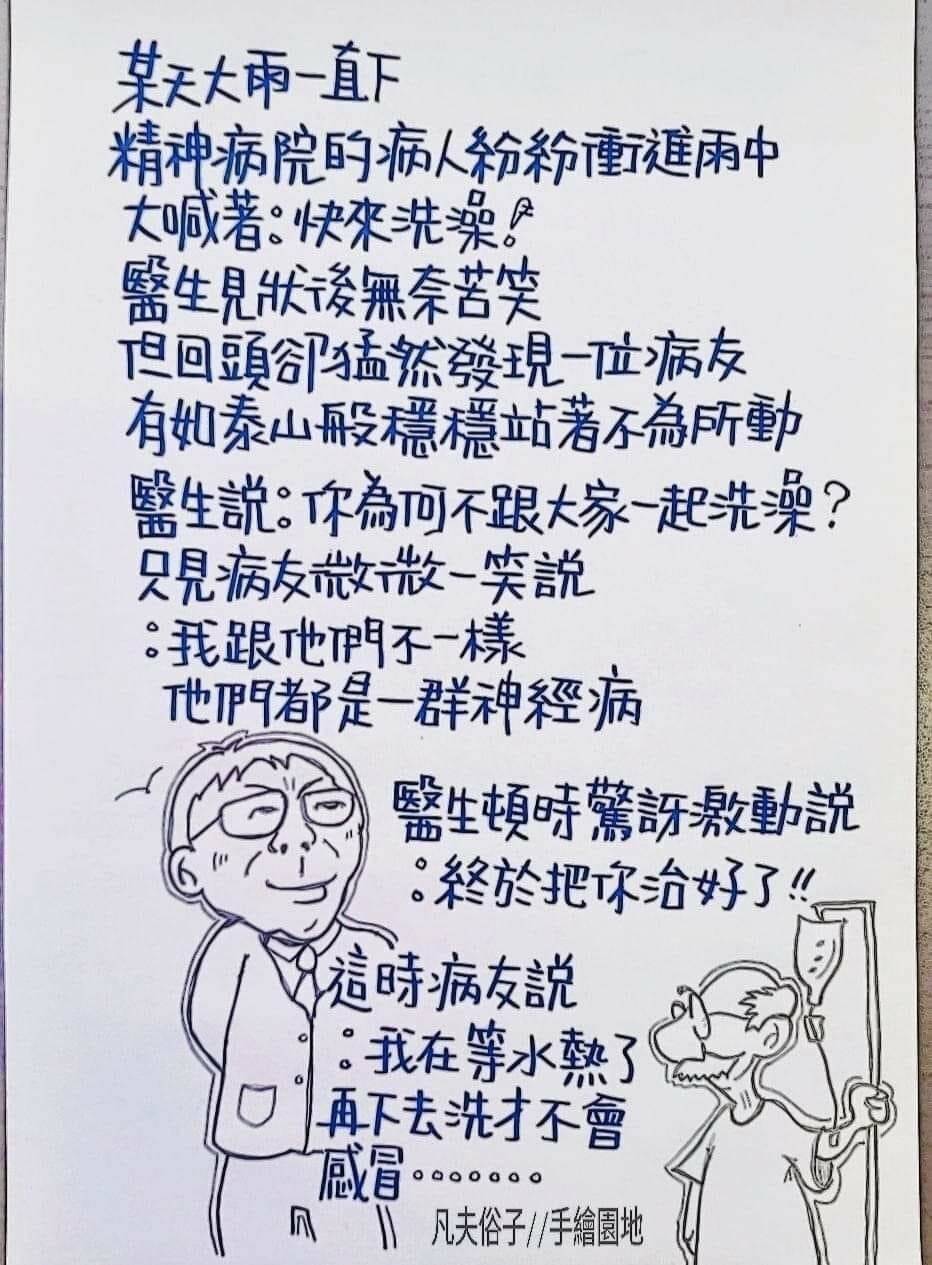 某天大雨一直下
精神病院的病人紛紛衝進雨中
大喊著：快來洗澡！
醫生見狀後無奈苦笑
但回頭卻猛然發現一位病友
有如泰山般穩穩站著不為所動
醫生說：你為何不跟大家一起洗澡？
只見病友微微一笑說
：我跟他們不一樣
他們都是一群神經病
醫生頓時驚訝激動說
：終於把你治好了!!
這時病友說
：我在等水熱了
再下去洗才不會
感冒.......
凡夫俗子//手繪園地